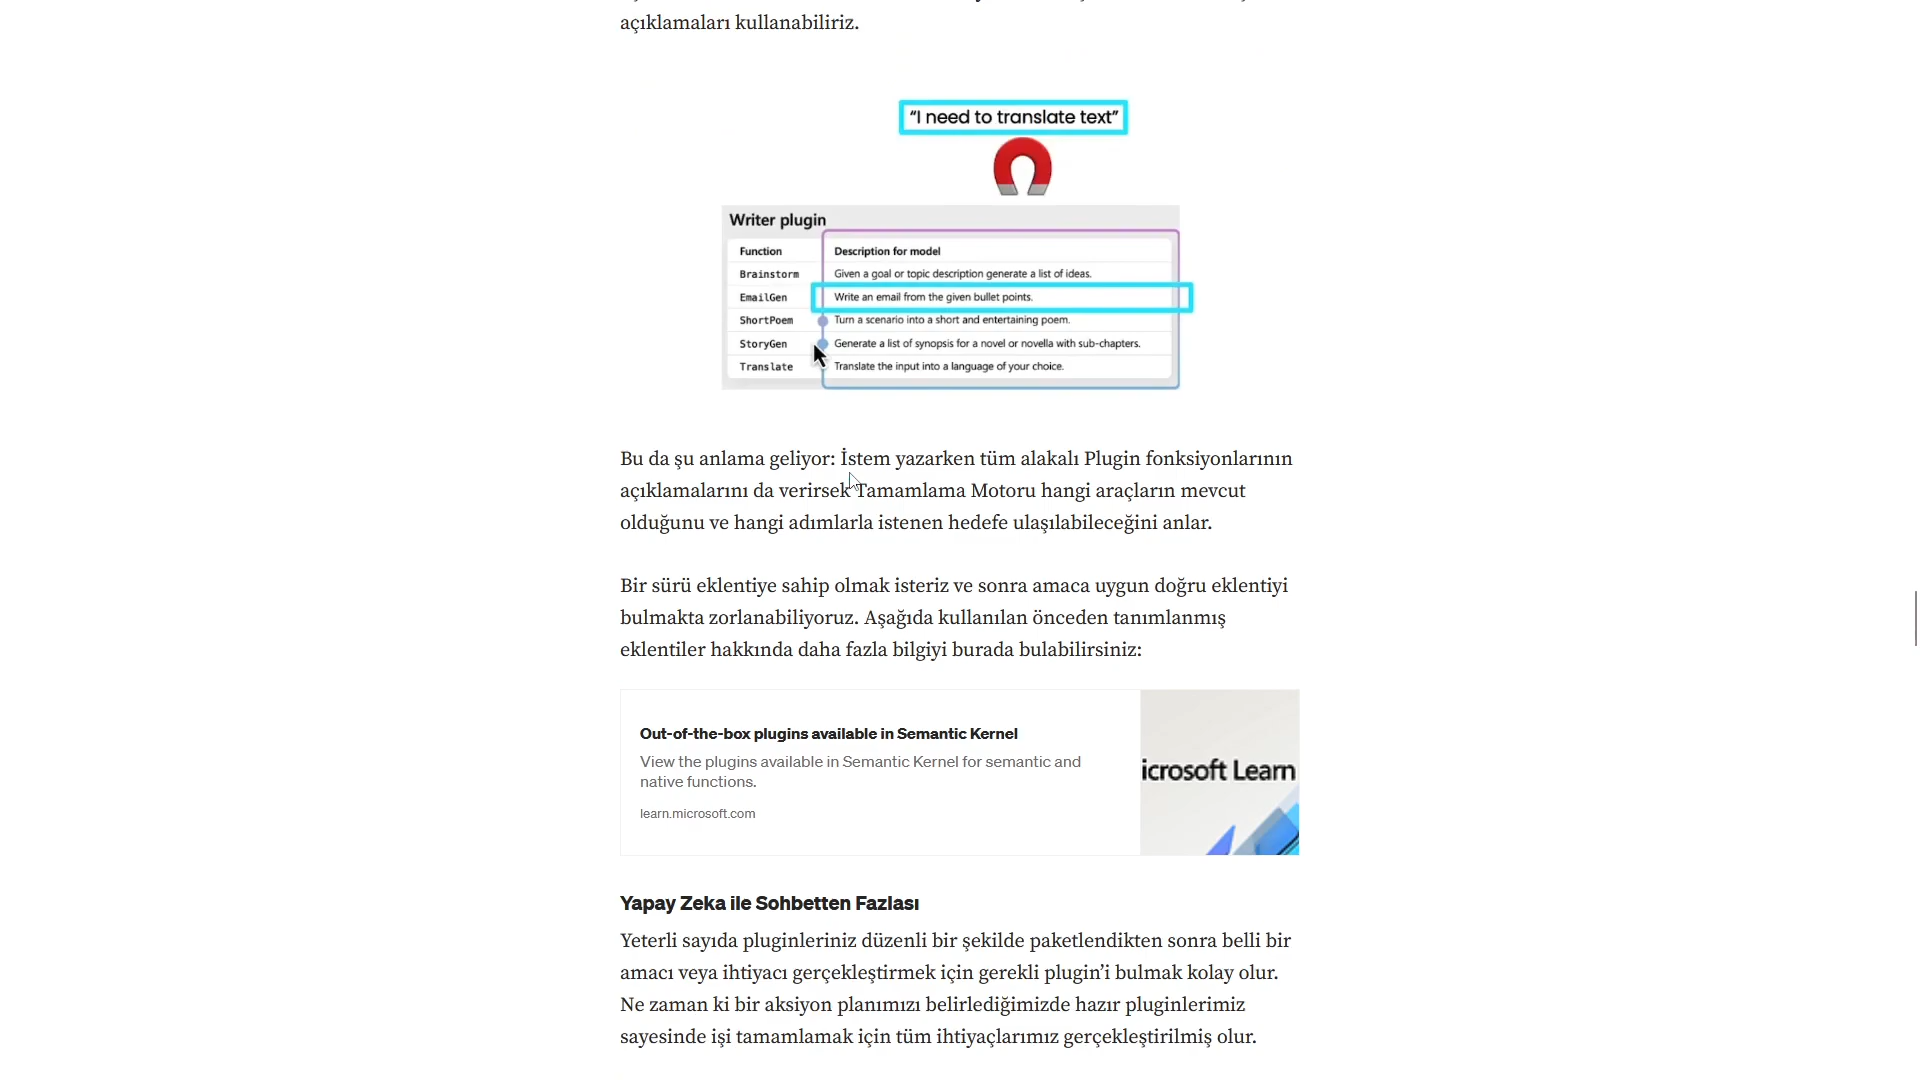 açıklamaları kullanabiliriz.
"I need to translate text"
Writer plugin
Function Description for model
Brainstorm Given a goal or topic description generate a list of ideas.
EmailGen Write an email from the given bullet points.
ShortPoem Turn a scenario into a short and entertaining poem.
StoryGen Generate a list of synopsis for a novel or novella with sub-chapters.
Translate Translate the input into a language of your choice.
Bu da şu anlama geliyor: İstem yazarken tüm alakalı Plugin fonksiyonlarının
açıklamalarını da verirsek Tamamlama Motoru hangi araçların mevcut
olduğunu ve hangi adımlarla istenen hedefe ulaşılabileceğini anlar.
Bir sürü eklentiye sahip olmak isteriz ve sonra amaca uygun doğru eklentiyi
bulmakta zorlanabiliyoruz. Aşağıda kullanılan önceden tanımlanmış
eklentiler hakkında daha fazla bilgiyi burada bulabilirsiniz:
Out-of-the-box plugins available in Semantic Kernel
View the plugins available in Semantic Kernel for semantic and
native functions.
learn.microsoft.com
icrosoft Learn
Yapay Zeka ile Sohbetten Fazlası
Yeterli sayıda pluginleriniz düzenli bir şekilde paketlendikten sonra belli bir
amacı veya ihtiyacı gerçekleştirmek için gerekli plugin'i bulmak kolay olur.
Ne zaman ki bir aksiyon planımızı belirlediğimizde hazır pluginlerimiz
sayesinde işi tamamlamak için tüm ihtiyaçlarımız gerçekleştirilmiş olur.